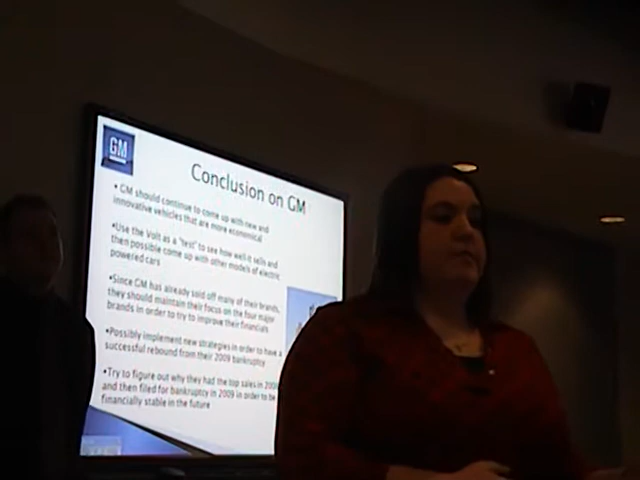 GM
Conclusion on GM
• GM should continue to come up with new and
innovative vehicles that are more economical
•Use the Volt as a "test" to see how well it sells and
then possible come up with other models of electric
powered cars
•Since GM has already sold off many of their brands,
they should maintain their focus on the four major
brands in order to try to improve their financials
•Possibly implement new strategies in order to have a
successful rebound from their 2009 bankruptcy
•Try to figure out why they had the top sales in
and then filed for bankruptcy in 2009 in order to be
financially stable in the future